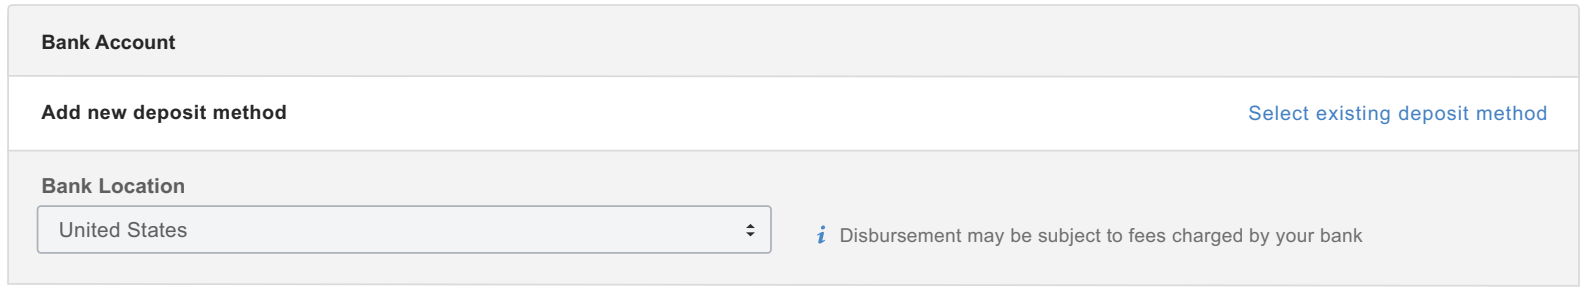 Bank Account
Add new deposit method
Select existing deposit method
Bank Location
United States
i Disbursement may be subject to fees charged by your bank